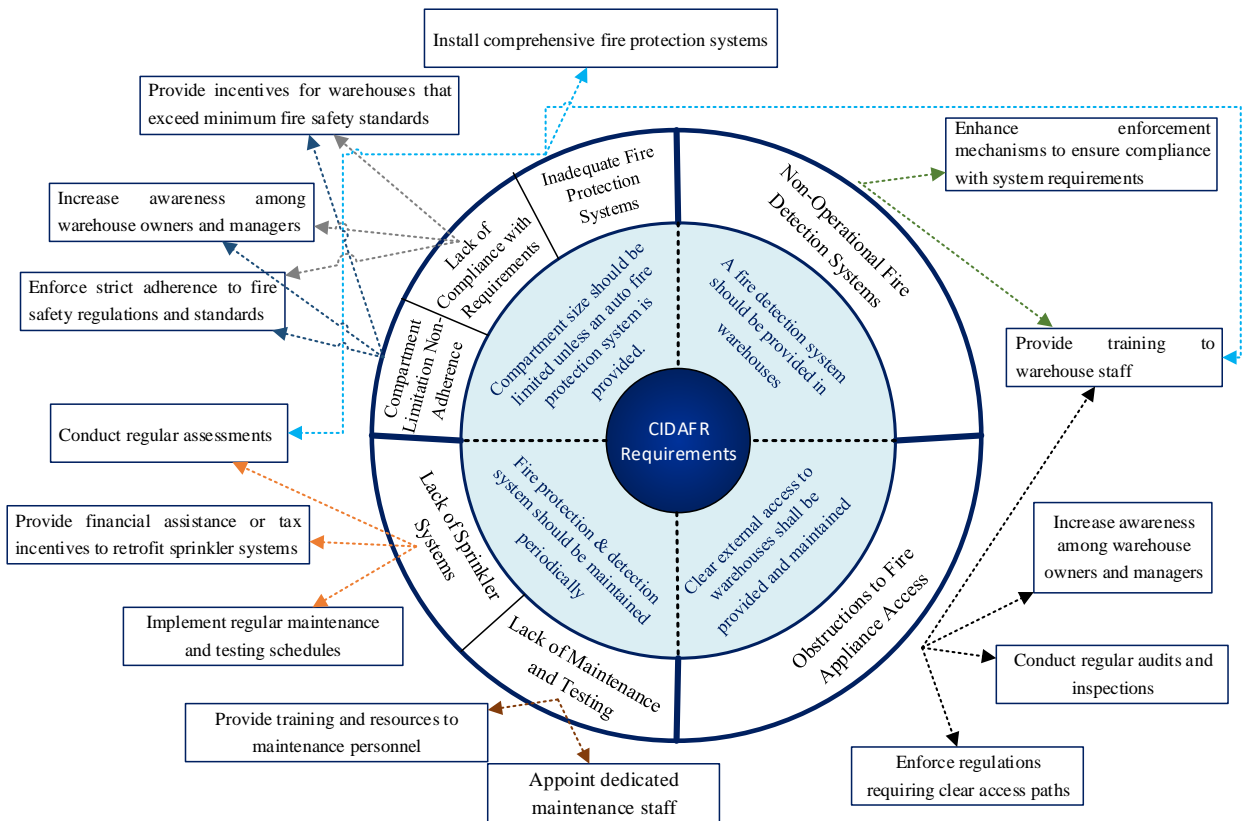 Install comprehensive fire protection systems
Provide incentives for warehouses that
exceed minimum fire safety standards
Increase awareness among
warehouse owners and managers
Enforce strict adherence to fire
safety regulations and standards
Conduct regular assessments
Provide financial assistance or tax
incentives to retrofit sprinkler systems
Implement regular maintenance
and testing schedules
Provide training and resources to
maintenance personnel
Appoint dedicated
maintenance staff
Inadequate Fire
Protection
Systems
Lack of
Compliance with
Requirements
Compartment
Limitation Non-
Adherence
Lack of Sprinkler
Systems
Lack of Maintenance
and Testing
Non-Operational Fire
Detection Systems
Obstructions to Fire
Appliance Access
Compartment size should be
limited unless an auto fire
protection system is
provided.
A fire detection system
should be provided in
warehouses
Fire protection & detection
system should be maintained
periodically
Clear external access to
warehouses shall be
provided and maintained
CIDAFR
Requirements
Enhance enforcement
mechanisms to ensure compliance
with system requirements
Provide training to
warehouse staff
Increase awareness
among warehouse
owners and managers
Conduct regular audits and
inspections
Enforce regulations
requiring clear access paths